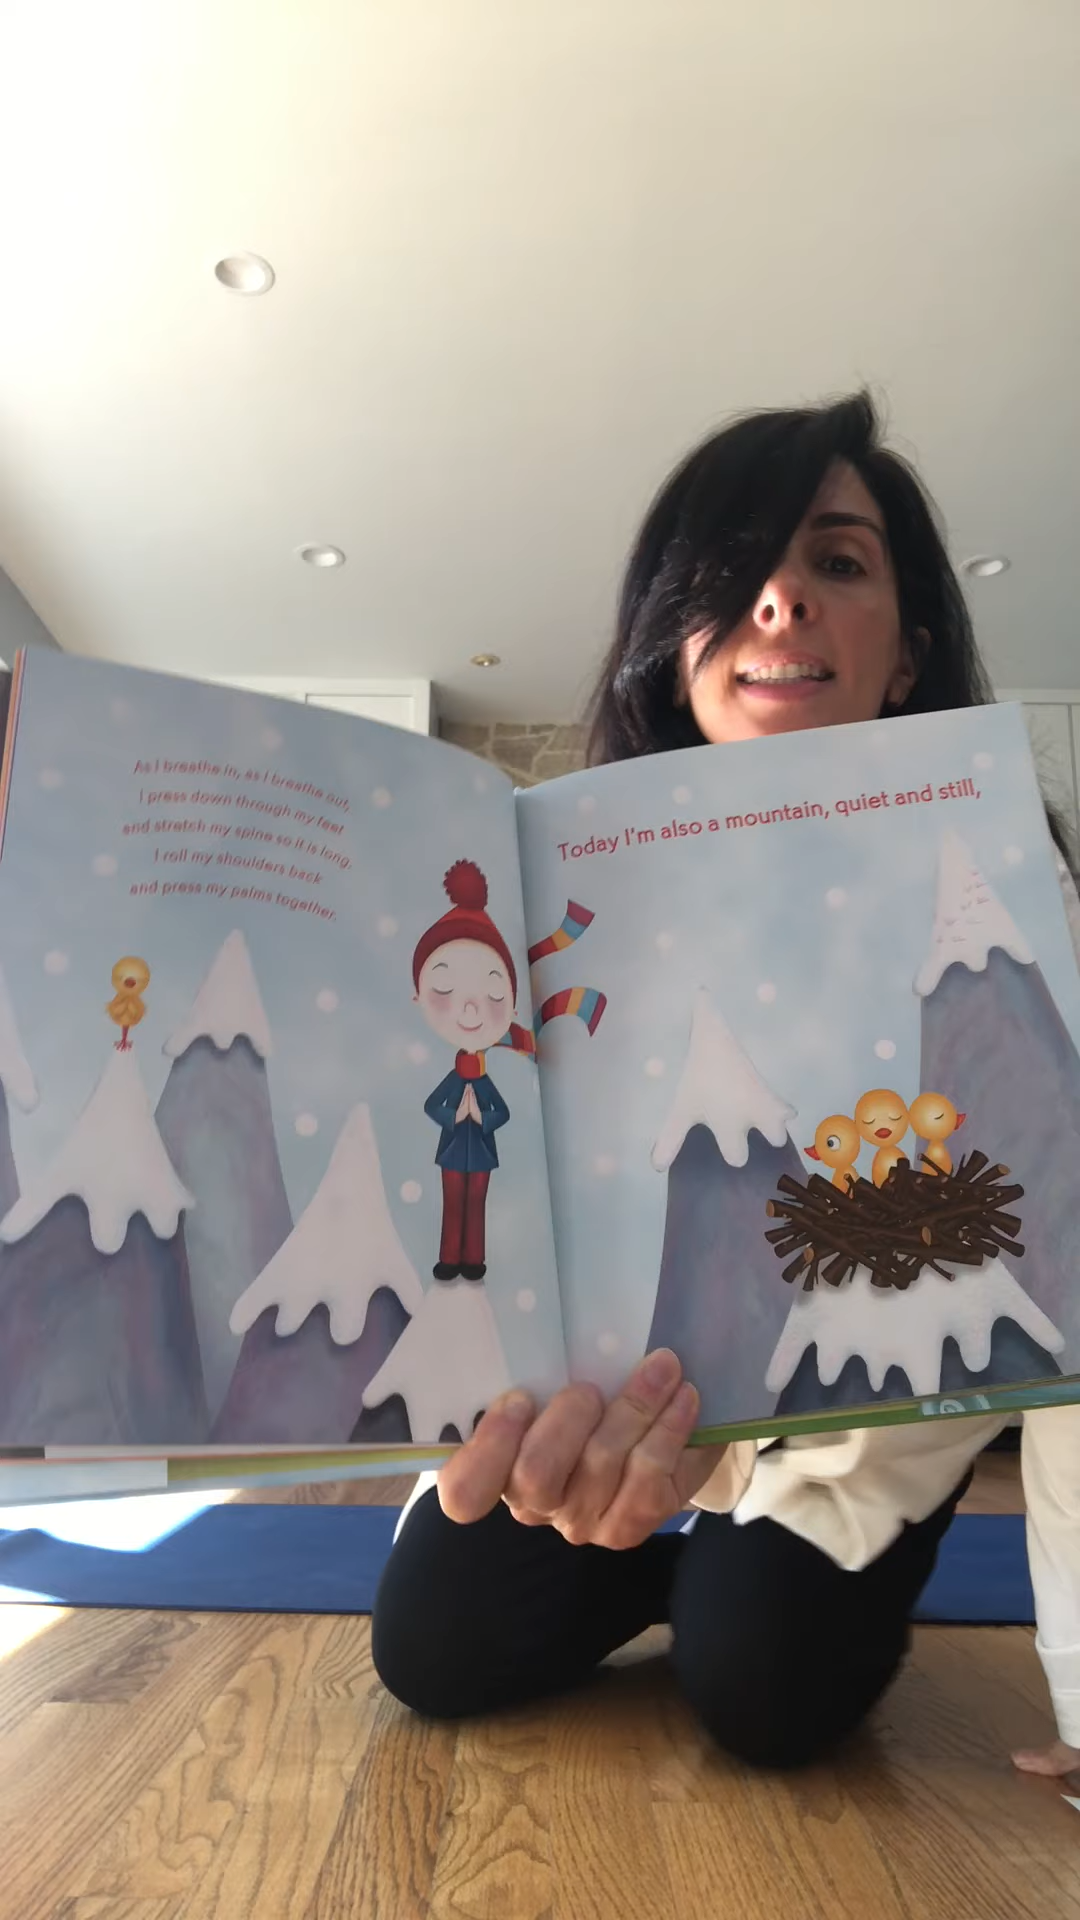 As I breathe in, as I breathe out,
I press down through my feet
and stretch my spine so it is long.
I roll my shoulders back
and press my palms together.
Today I'm also a mountain, quiet and still,